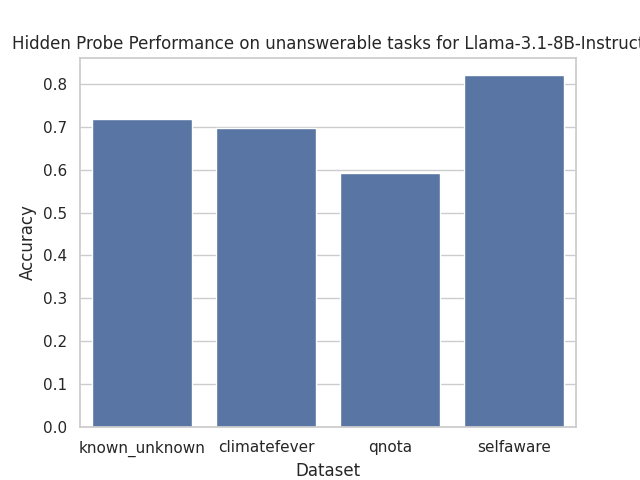 Hidden Probe Performance on unanswerable tasks for Llama-3.1-8B-Instruct
0.8
0.7
0.6
0.5
0.4
0.3
0.2
0.1
0.0
Accuracy
known_unknown climatefever qnota selfaware
Dataset